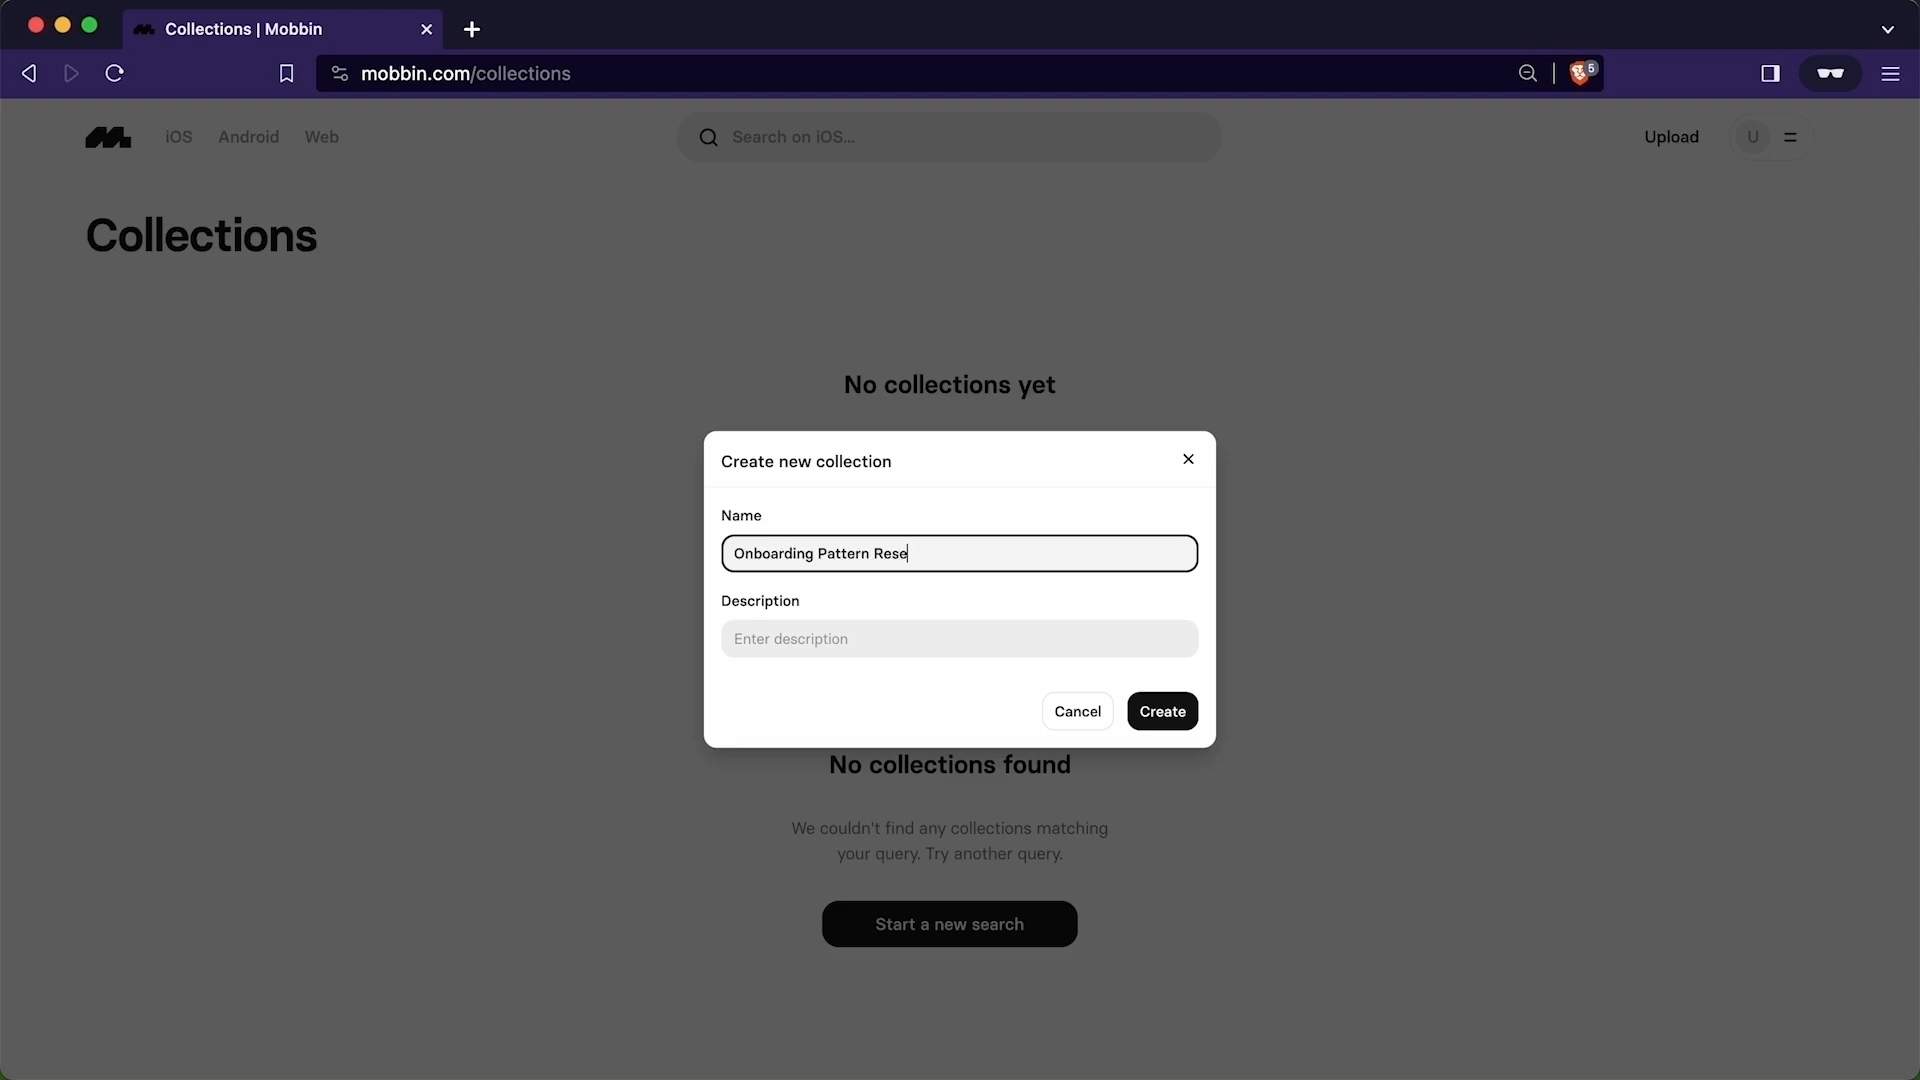 Collections | Mobbin
mobbin.com/collections
5
iOS
Android
Web
Search on iOS...
Upload
U
Collections
No collections yet
Create new collection
Name
Onboarding Pattern Rese
Description
Enter description
Cancel
Create
No collections found
We couldn't find any collections matching
your query. Try another query.
Start a new search